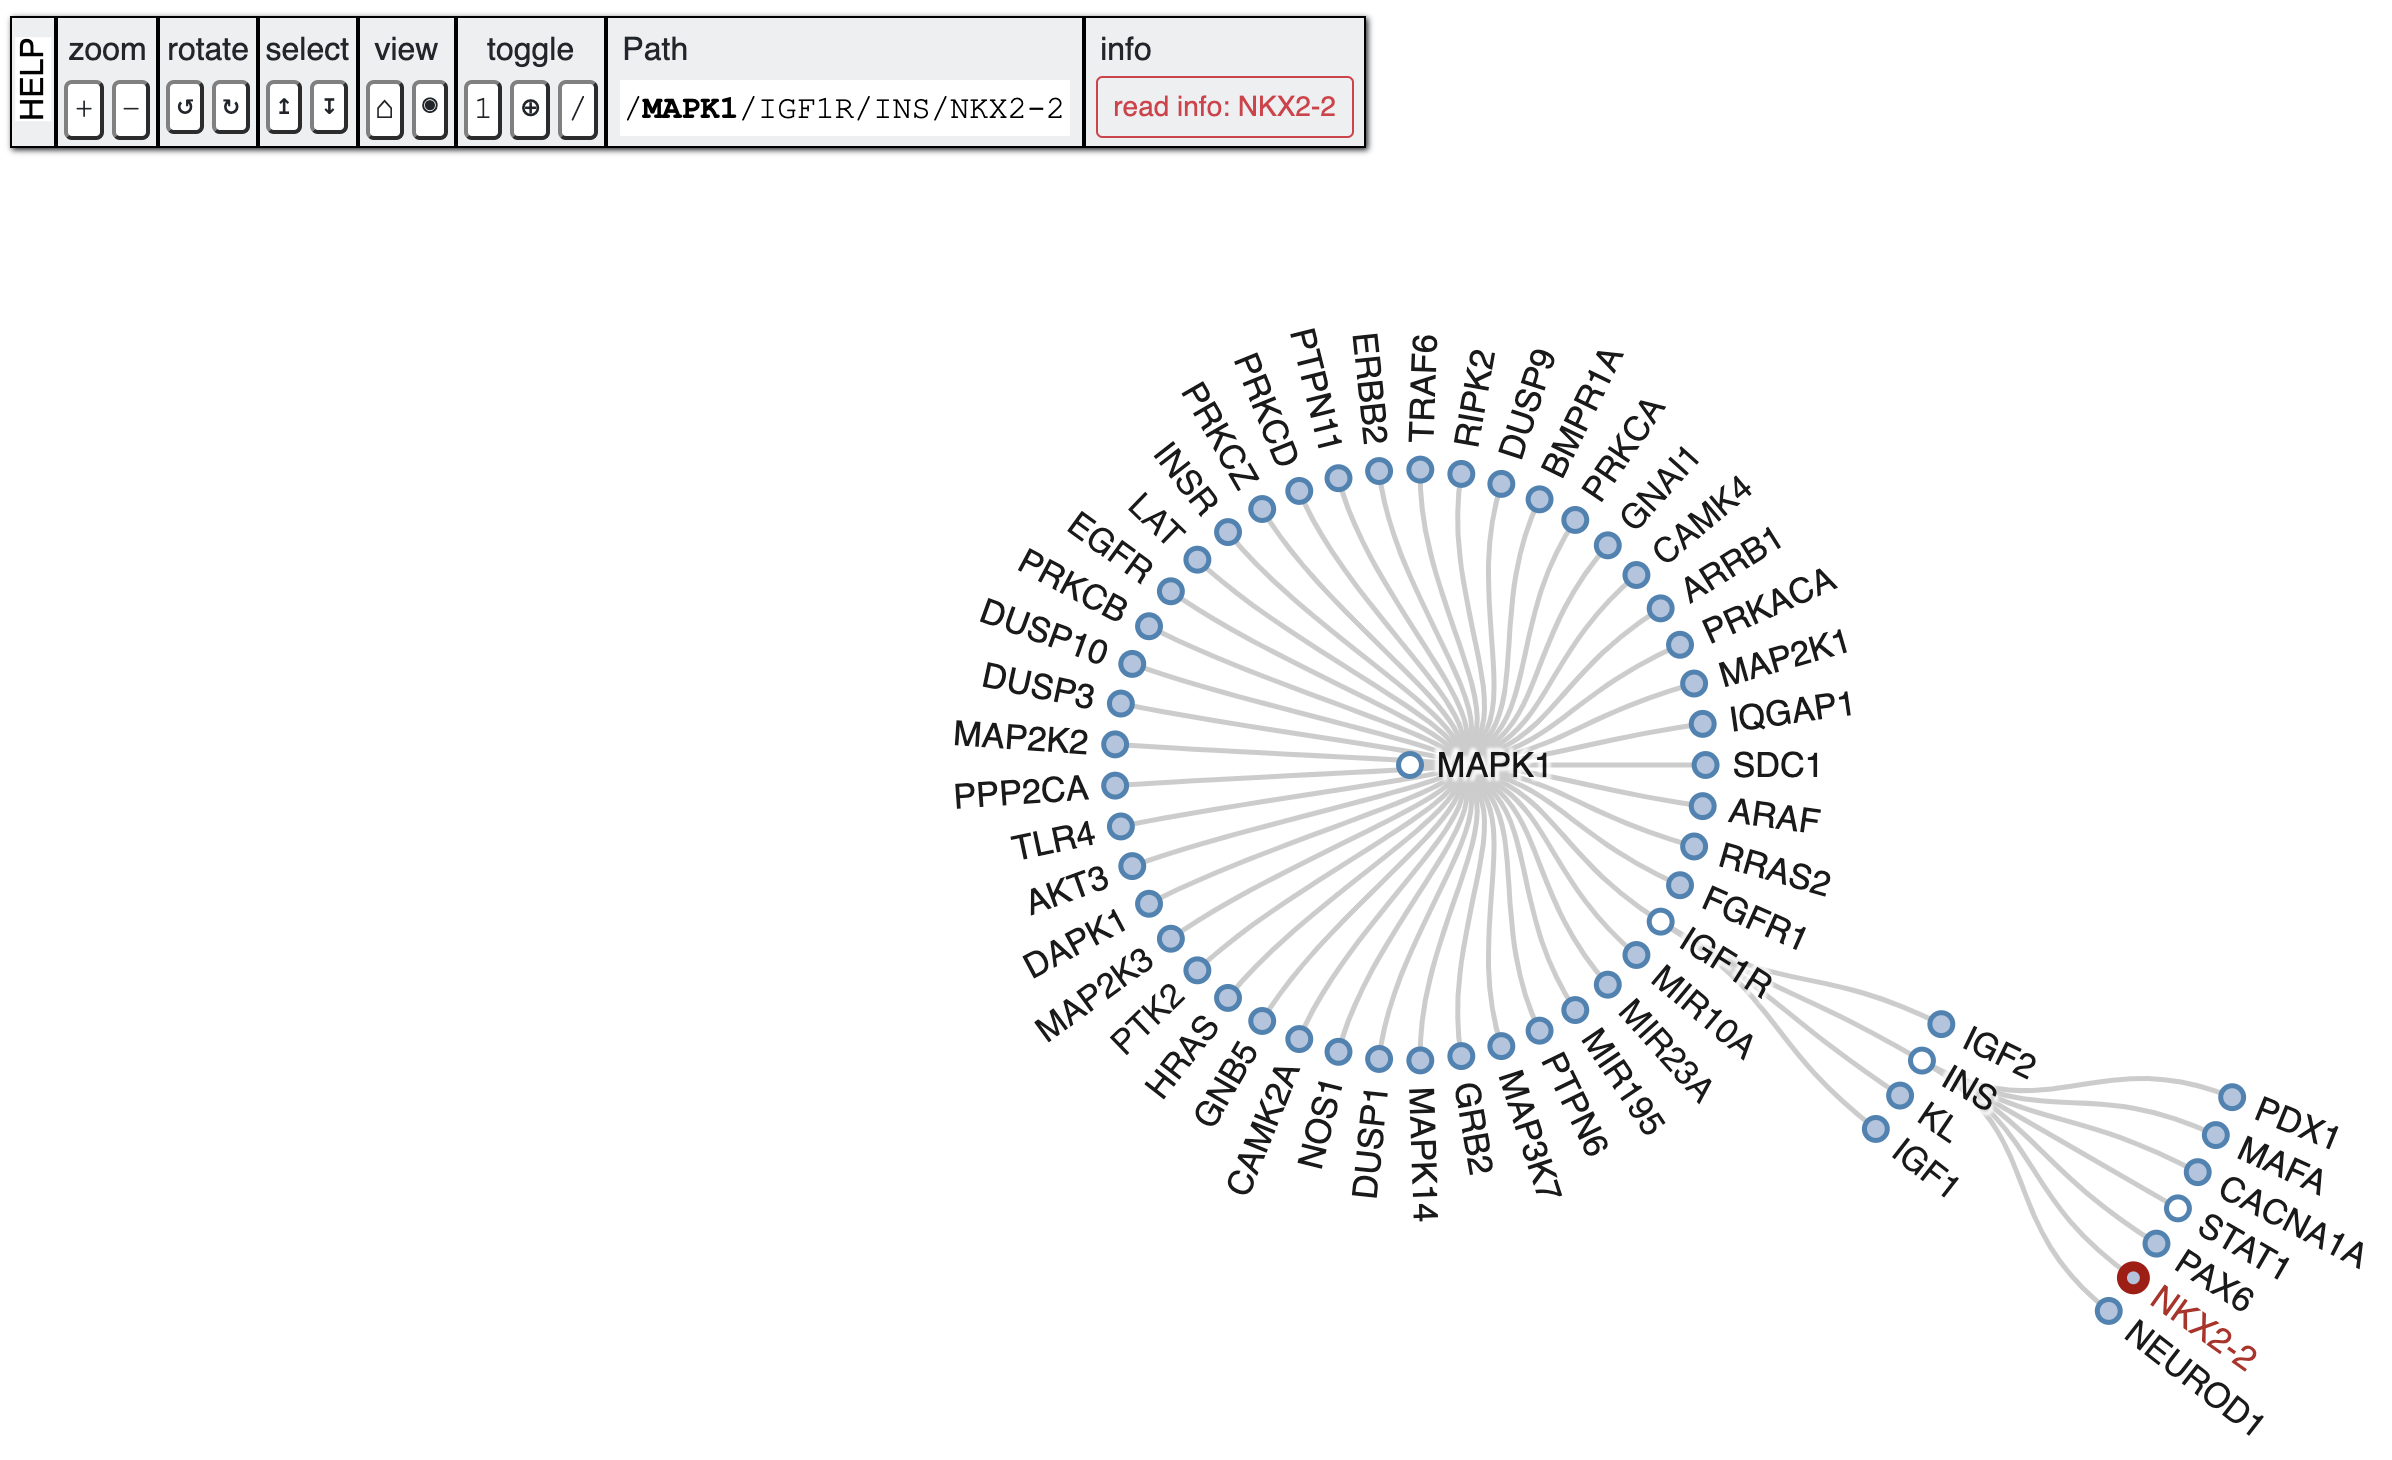 HELP
zoom
rotate
select
view
toggle
Path
info
+
−
↺
↻
↥
↧
⌂
◉
1
⊕
/
/MAPK1/IGF1R/INS/NKX2-2
read info: NKX2-2
MAPK1
TRAF6
RIPK2
DUSP9
BMPR1A
PRKCA
GNAI1
CAMK4
ARRB1
PRKACA
MAP2K1
IQGAP1
SDC1
ARAF
RRAS2
FGFR1
IGF1R
MIR10A
MIR23A
MIR195
PTPN6
MAP3K7
GRB2
MAPK14
DUSP1
NOS1
CAMK2A
GNB5
HRAS
PTK2
MAP2K3
DAPK1
AKT3
TLR4
PPP2CA
MAP2K2
DUSP3
DUSP10
PRKCB
EGFR
LAT
INSR
PRKCZ
PRKCD
PTPN11
ERBB2
IGF2
INS
KL
IGF1
PDX1
MAFA
CACNA1A
STAT1
PAX6
NKX2-2
NEUROD1